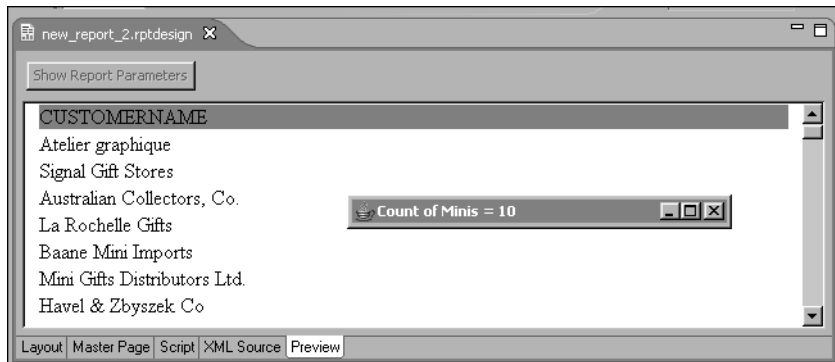 new_report_2.rptdesign
Show Report Parameters
CUSTOMERNAME
Atelier graphique
Signal Gift Stores
Australian Collectors, Co.
Count of Minis = 10
La Rochelle Gifts
Baane Mini Imports
Mini Gifts Distributors Ltd.
Havel & Zbyszek Co
Layout Master Page Script XML Source Preview